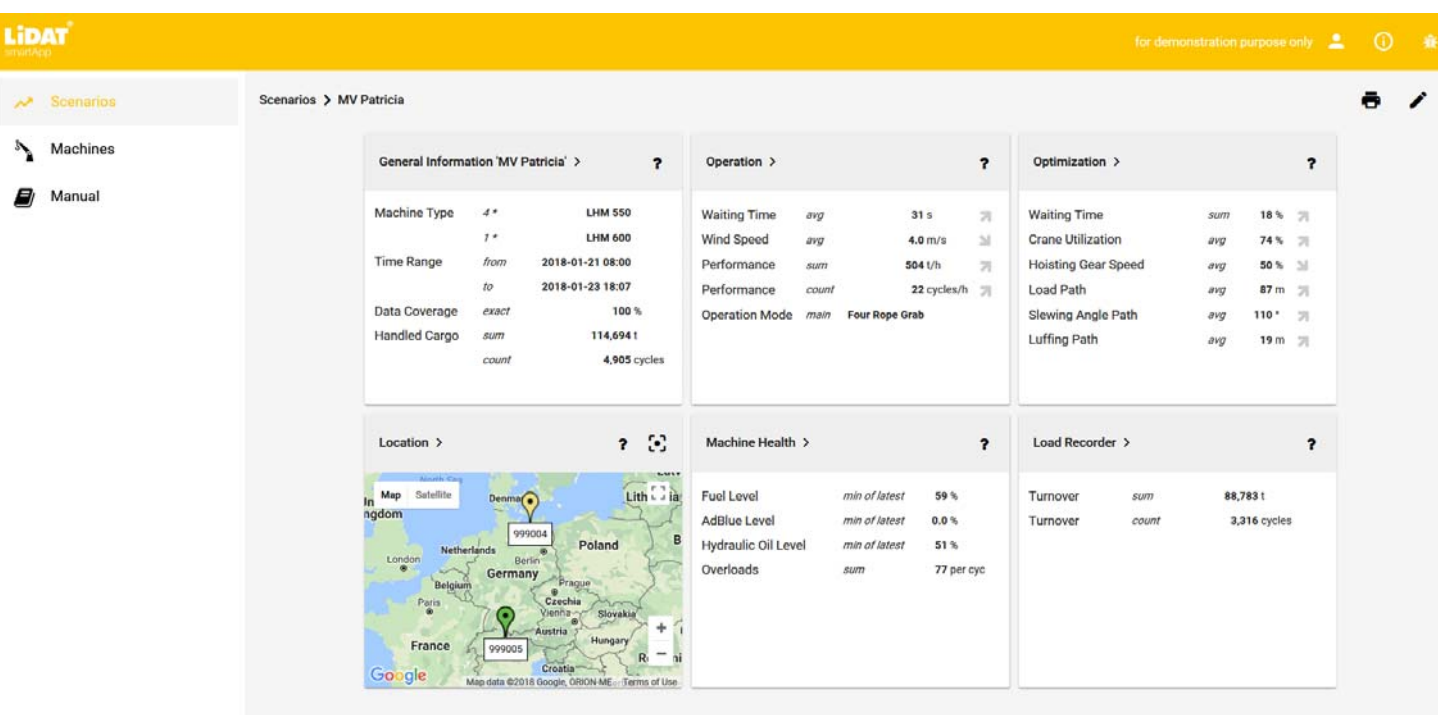 LiDAT®
smartApp
for demonstration purpose only
Scenarios
Machines
Manual
Scenarios > MV Patricia
General Information 'MV Patricia' > ?
Machine Type 4* LHM 550
1* LHM 600
Time Range from 2018-01-21 08:00
to 2018-01-23 18:07
Data Coverage exact 100 %
Handled Cargo sum 114,694 t
count 4,905 cycles
Operation > ?
Waiting Time avg 31 s
Wind Speed avg 4.0 m/s
Performance sum 504 t/h
Performance count 22 cycles/h
Operation Mode main Four Rope Grab
Optimization > ?
Waiting Time sum 18 %
Crane Utilization avg 74 %
Hoisting Gear Speed avg 50 %
Load Path avg 87 m
Slewing Angle Path avg 110 °
Luffing Path avg 19 m
Location > ?
North Sea
Map Satellite
Denmar
Lith ia
ngdom
999004
Netherlands
Poland
B
London
Berlin
Germany
Belgium
Prague
Paris
Czechia
Vienna
Slovakia
+
Austria
France
Hungary
999005
−
R ni
Croatia
Google
Map data ©2018 Google, ORION-ME Terms of Use
Machine Health > ?
Fuel Level min of latest 59 %
AdBlue Level min of latest 0.0 %
Hydraulic Oil Level min of latest 51 %
Overloads sum 77 per cyc
Load Recorder > ?
Turnover sum 88,783 t
Turnover count 3,316 cycles